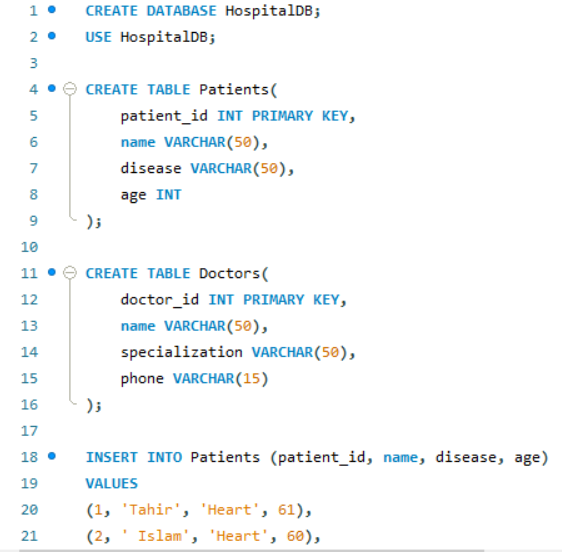 1 CREATE DATABASE HospitalDB;
2 USE HospitalDB;
3
4 CREATE TABLE Patients(
5 patient_id INT PRIMARY KEY,
6 name VARCHAR(50),
7 disease VARCHAR(50),
8 age INT
9 );
10
11 CREATE TABLE Doctors(
12 doctor_id INT PRIMARY KEY,
13 name VARCHAR(50),
14 specialization VARCHAR(50),
15 phone VARCHAR(15)
16 );
17
18 INSERT INTO Patients (patient_id, name, disease, age)
19 VALUES
20 (1, 'Tahir', 'Heart', 61),
21 (2, ' Islam', 'Heart', 60),